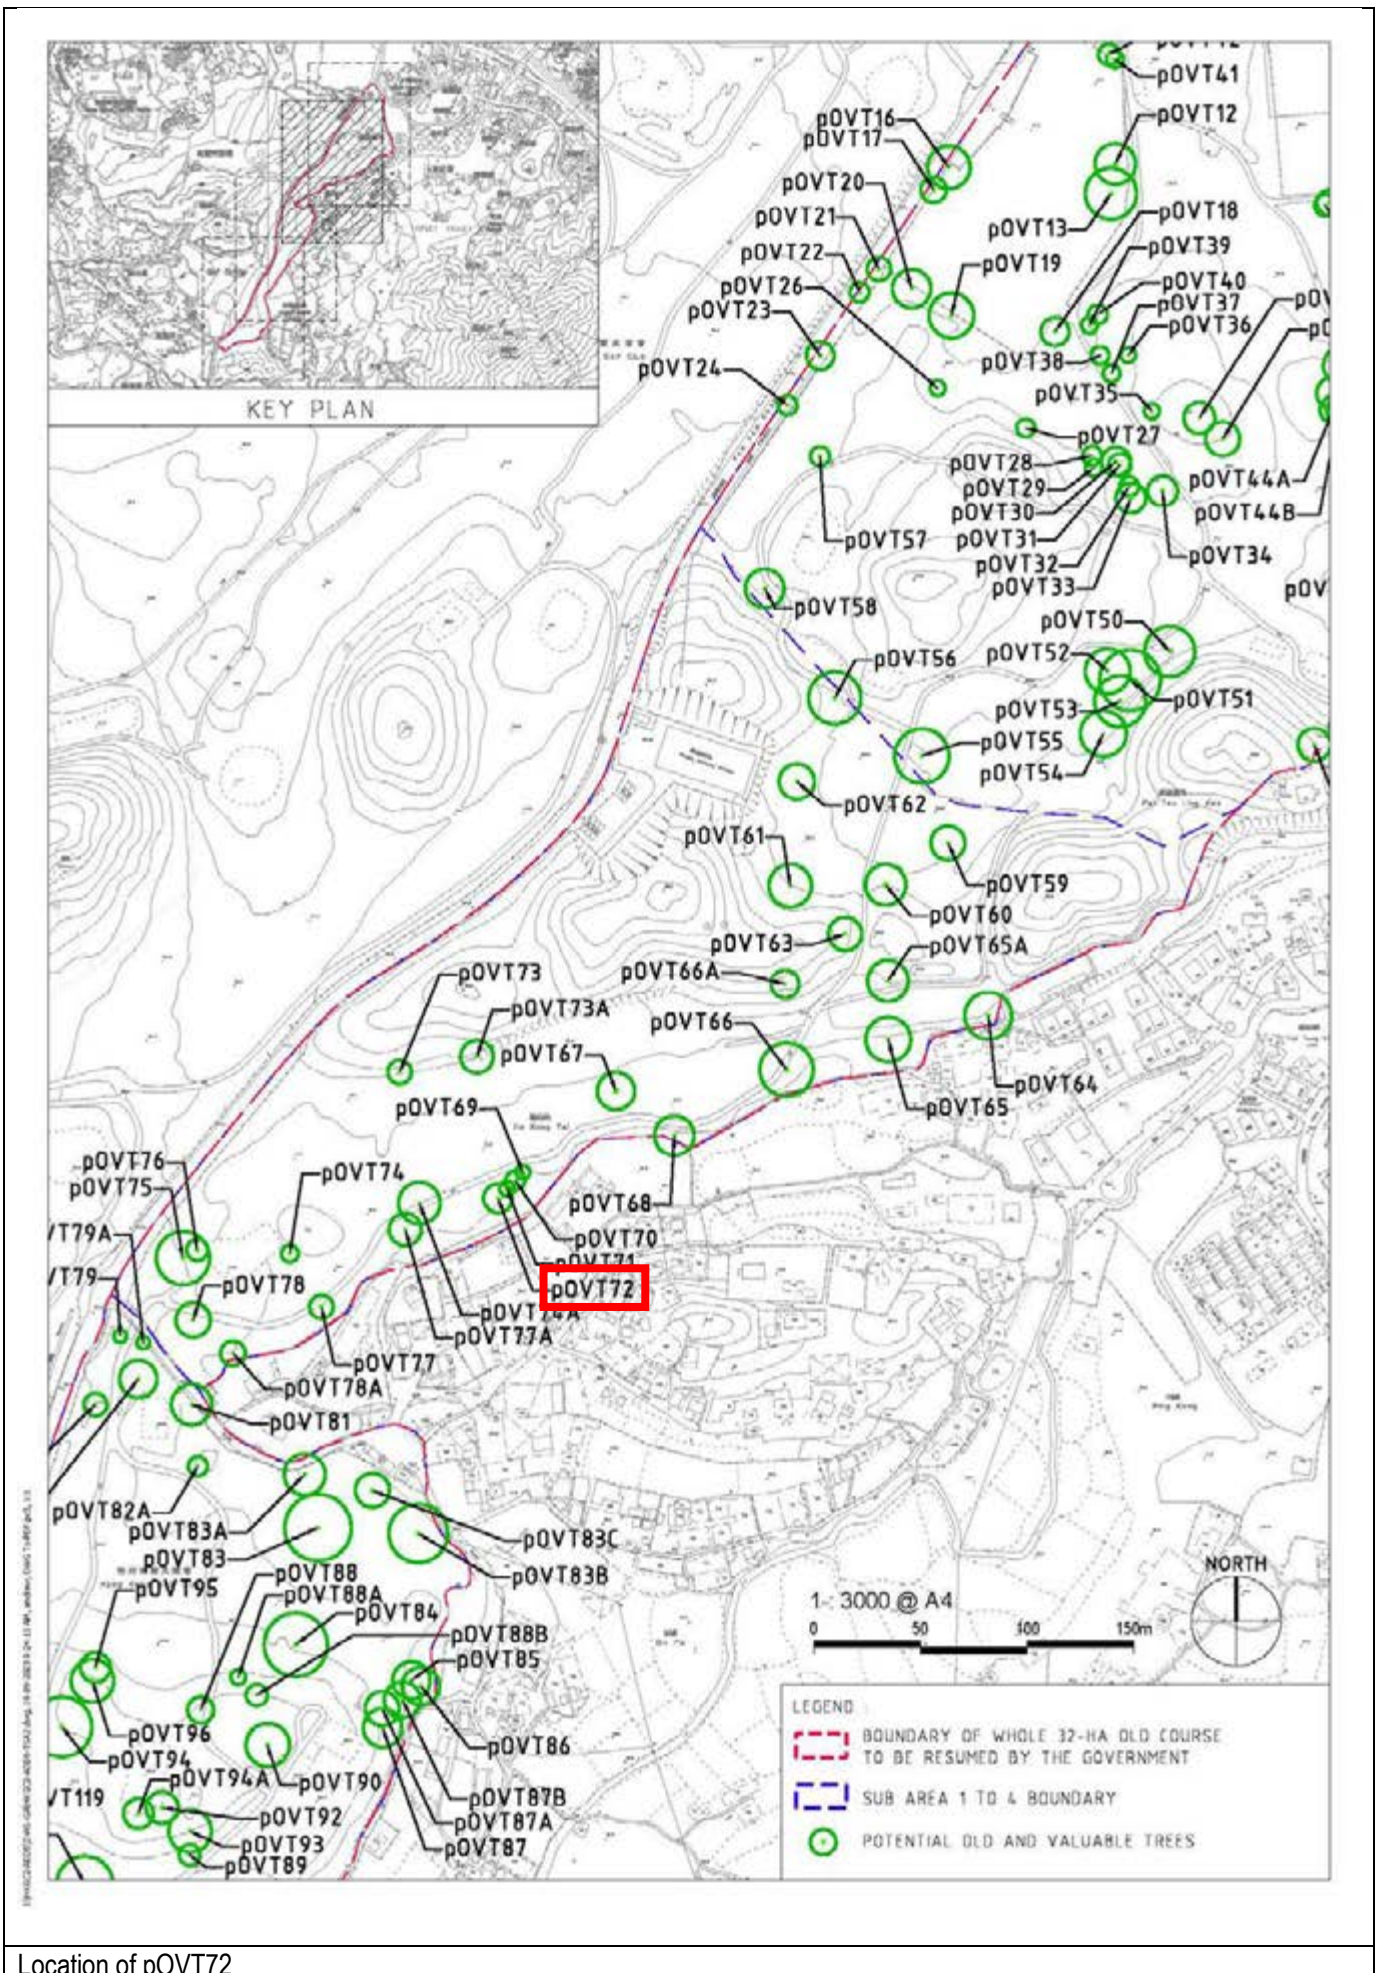 KEY PLAN
pOVT41
pOVT16
pOVT12
pOVT17
pOVT20
pOVT21
pOVT18
pOVT13
pOVT39
pOVT22
pOVT19
pOVT26
pOVT40
pOVT37
pOVT23
pOVT36
pOVT38
pOVT24
pOVT35
pOVT27
pOVT28
pOVT44A
pOVT29
pOVT30
pOVT44B
pOVT57
pOVT31
pOVT34
pOVT32
pOVT33
pOVT58
pOVT50
pOVT56
pOVT52
pOVT51
pOVT53
pOVT55
pOVT54
pOVT62
pOVT61
pOVT59
pOVT60
pOVT63
pOVT65A
pOVT66A
pOVT73
pOVT73A
pOVT66
pOVT67
pOVT64
pOVT69
pOVT65
pOVT76
pOVT74
pOVT75
pOVT68
VT79A
pOVT70
pOVT71
VT79
pOVT78
pOVT72
pOVT74A
pOVT77A
pOVT77
pOVT78A
pOVT81
pOVT82A
pOVT83A
pOVT83C
pOVT83
pOVT88
pOVT83B
pOVT95
pOVT88A
pOVT84
pOVT88B
pOVT85
pOVT96
pOVT86
pOVT94
pOVT94A
pOVT90
VT119
pOVT87B
pOVT92
pOVT87A
pOVT93
pOVT87
pOVT89
NORTH
1 : 3000 @ A4
0 50 100 150m
LEGEND
BOUNDARY OF WHOLE 32-HA OLD COURSE
TO BE RESUMED BY THE GOVERNMENT
SUB AREA 1 TO 4 BOUNDARY
POTENTIAL OLD AND VALUABLE TREES
Location of pOVT72